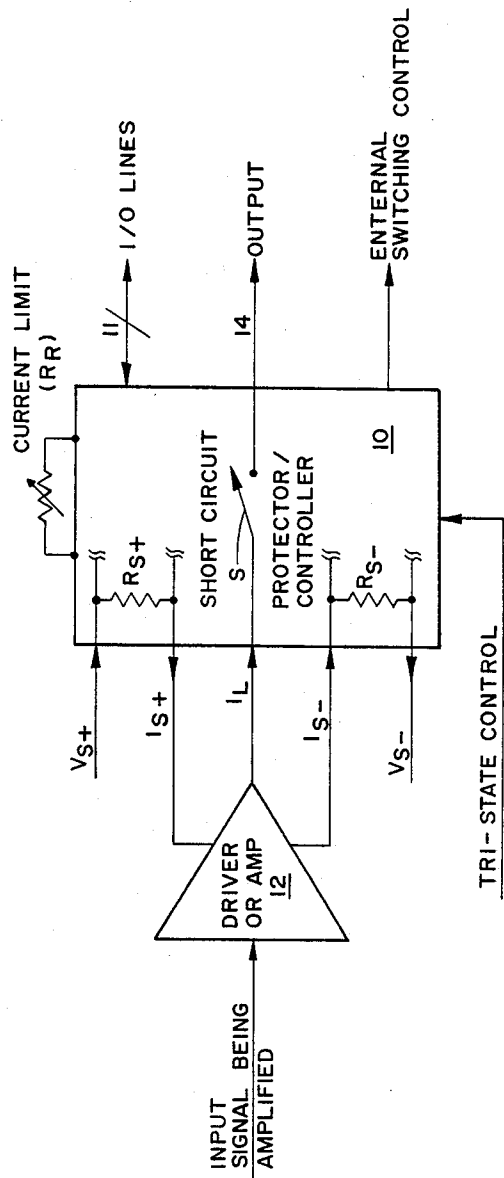 CURRENT LIMIT
(RR)
11
I/O LINES
VS+
RS+
IS+
SHORT CIRCUIT
S
14
OUTPUT
IL
PROTECTOR/
CONTROLLER
10
INPUT
SIGNAL BEING
AMPLIFIED
DRIVER
OR AMP
12
IS-
RS-
VS-
ENTERNAL
SWITCHING CONTROL
TRI-STATE CONTROL